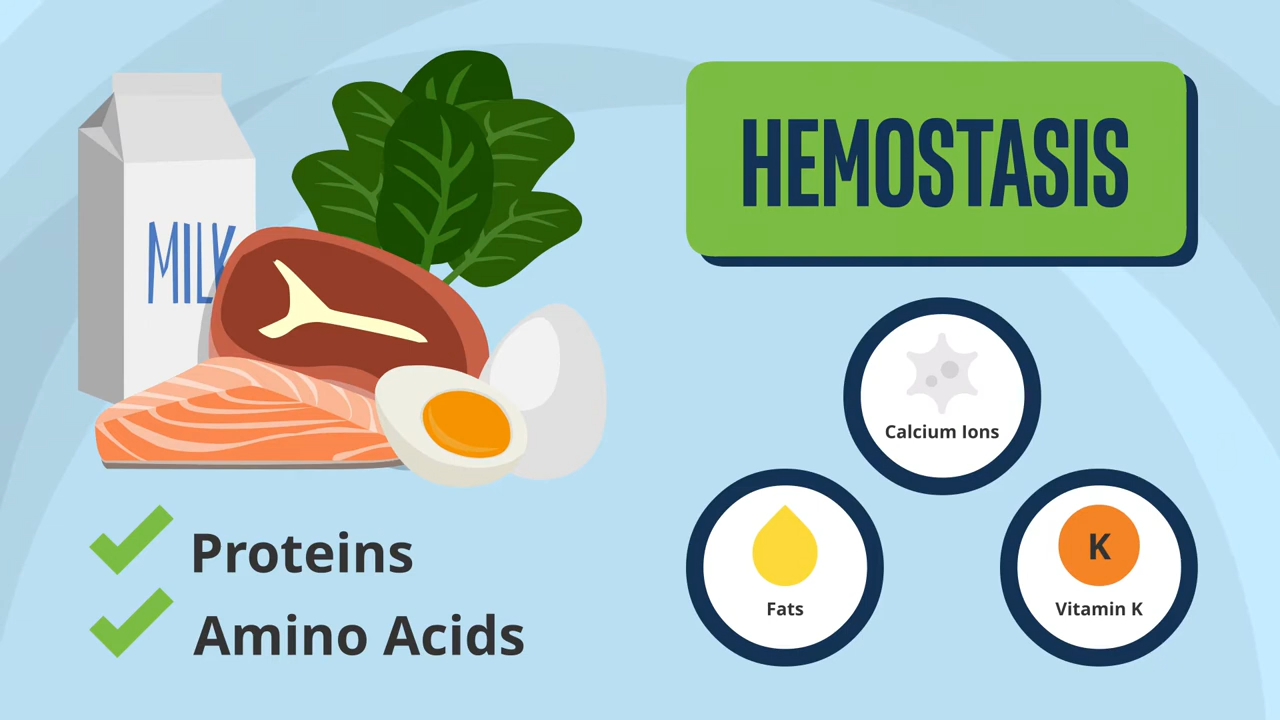 MILK
Proteins
Amino Acids
HEMOSTASIS
Calcium Ions
Fats
K
Vitamin K